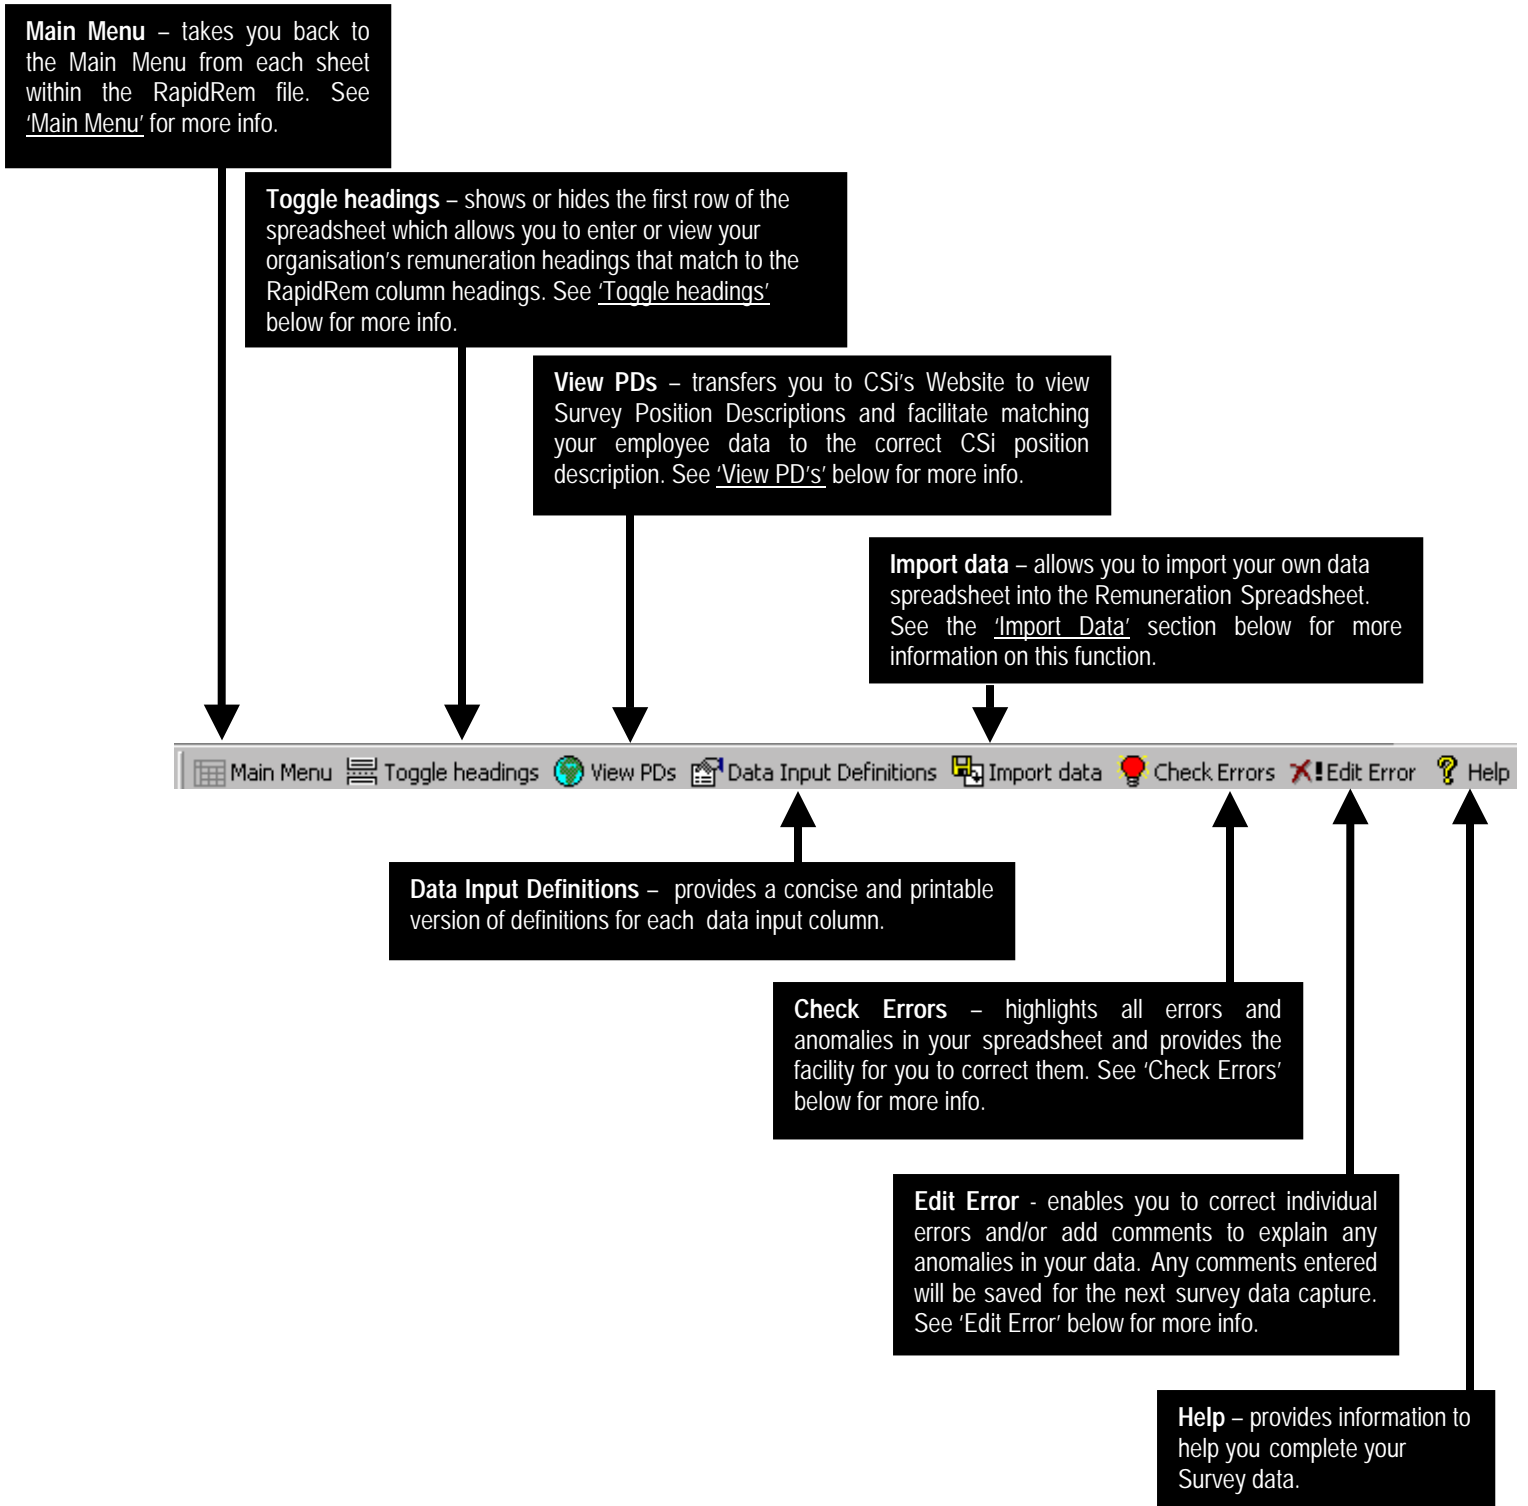 Main Menu – takes you back to
the Main Menu from each sheet
within the RapidRem file. See
‘Main Menu’ for more info.
Toggle headings – shows or hides the first row of the
spreadsheet which allows you to enter or view your
organisation’s remuneration headings that match to the
RapidRem column headings. See ‘Toggle headings’
below for more info.
View PDs – transfers you to CSi’s Website to view
Survey Position Descriptions and facilitate matching
your employee data to the correct CSi position
description. See ‘View PD’s’ below for more info.
Import data – allows you to import your own data
spreadsheet into the Remuneration Spreadsheet.
See the ‘Import Data’ section below for more
information on this function.
Main Menu Toggle headings View PDs Data Input Definitions Import data Check Errors Edit Error Help
Data Input Definitions – provides a concise and printable
version of definitions for each data input column.
Check Errors – highlights all errors and
anomalies in your spreadsheet and provides the
facility for you to correct them. See ‘Check Errors’
below for more info.
Edit Error - enables you to correct individual
errors and/or add comments to explain any
anomalies in your data. Any comments entered
will be saved for the next survey data capture.
See ‘Edit Error’ below for more info.
Help – provides information to
help you complete your
Survey data.